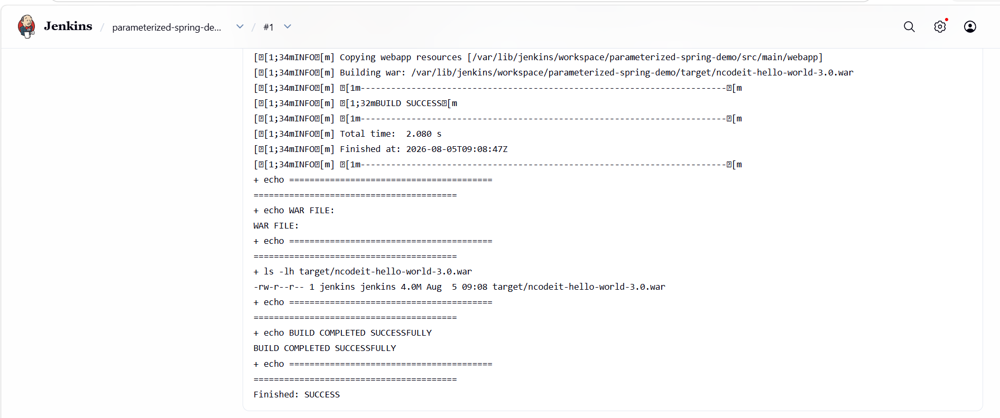 Jenkins / parameterized-spring-de... / #1
[�[1;34mINFO�[m] Copying webapp resources [/var/lib/jenkins/workspace/parameterized-spring-demo/src/main/webapp]
[�[1;34mINFO�[m] Building war: /var/lib/jenkins/workspace/parameterized-spring-demo/target/ncodeit-hello-world-3.0.war
[�[1;34mINFO�[m] �[1m------------------------------------------------------------------------�[m
[�[1;34mINFO�[m] �[1;32mBUILD SUCCESS�[m
[�[1;34mINFO�[m] �[1m------------------------------------------------------------------------�[m
[�[1;34mINFO�[m] Total time:  2.080 s
[�[1;34mINFO�[m] Finished at: 2026-08-05T09:08:47Z
[�[1;34mINFO�[m] �[1m------------------------------------------------------------------------�[m
+ echo ========================================
========================================
+ echo WAR FILE:
WAR FILE:
+ echo ========================================
========================================
+ ls -lh target/ncodeit-hello-world-3.0.war
-rw-r--r-- 1 jenkins jenkins 4.0M Aug  5 09:08 target/ncodeit-hello-world-3.0.war
+ echo ========================================
========================================
+ echo BUILD COMPLETED SUCCESSFULLY
BUILD COMPLETED SUCCESSFULLY
+ echo ========================================
========================================
Finished: SUCCESS